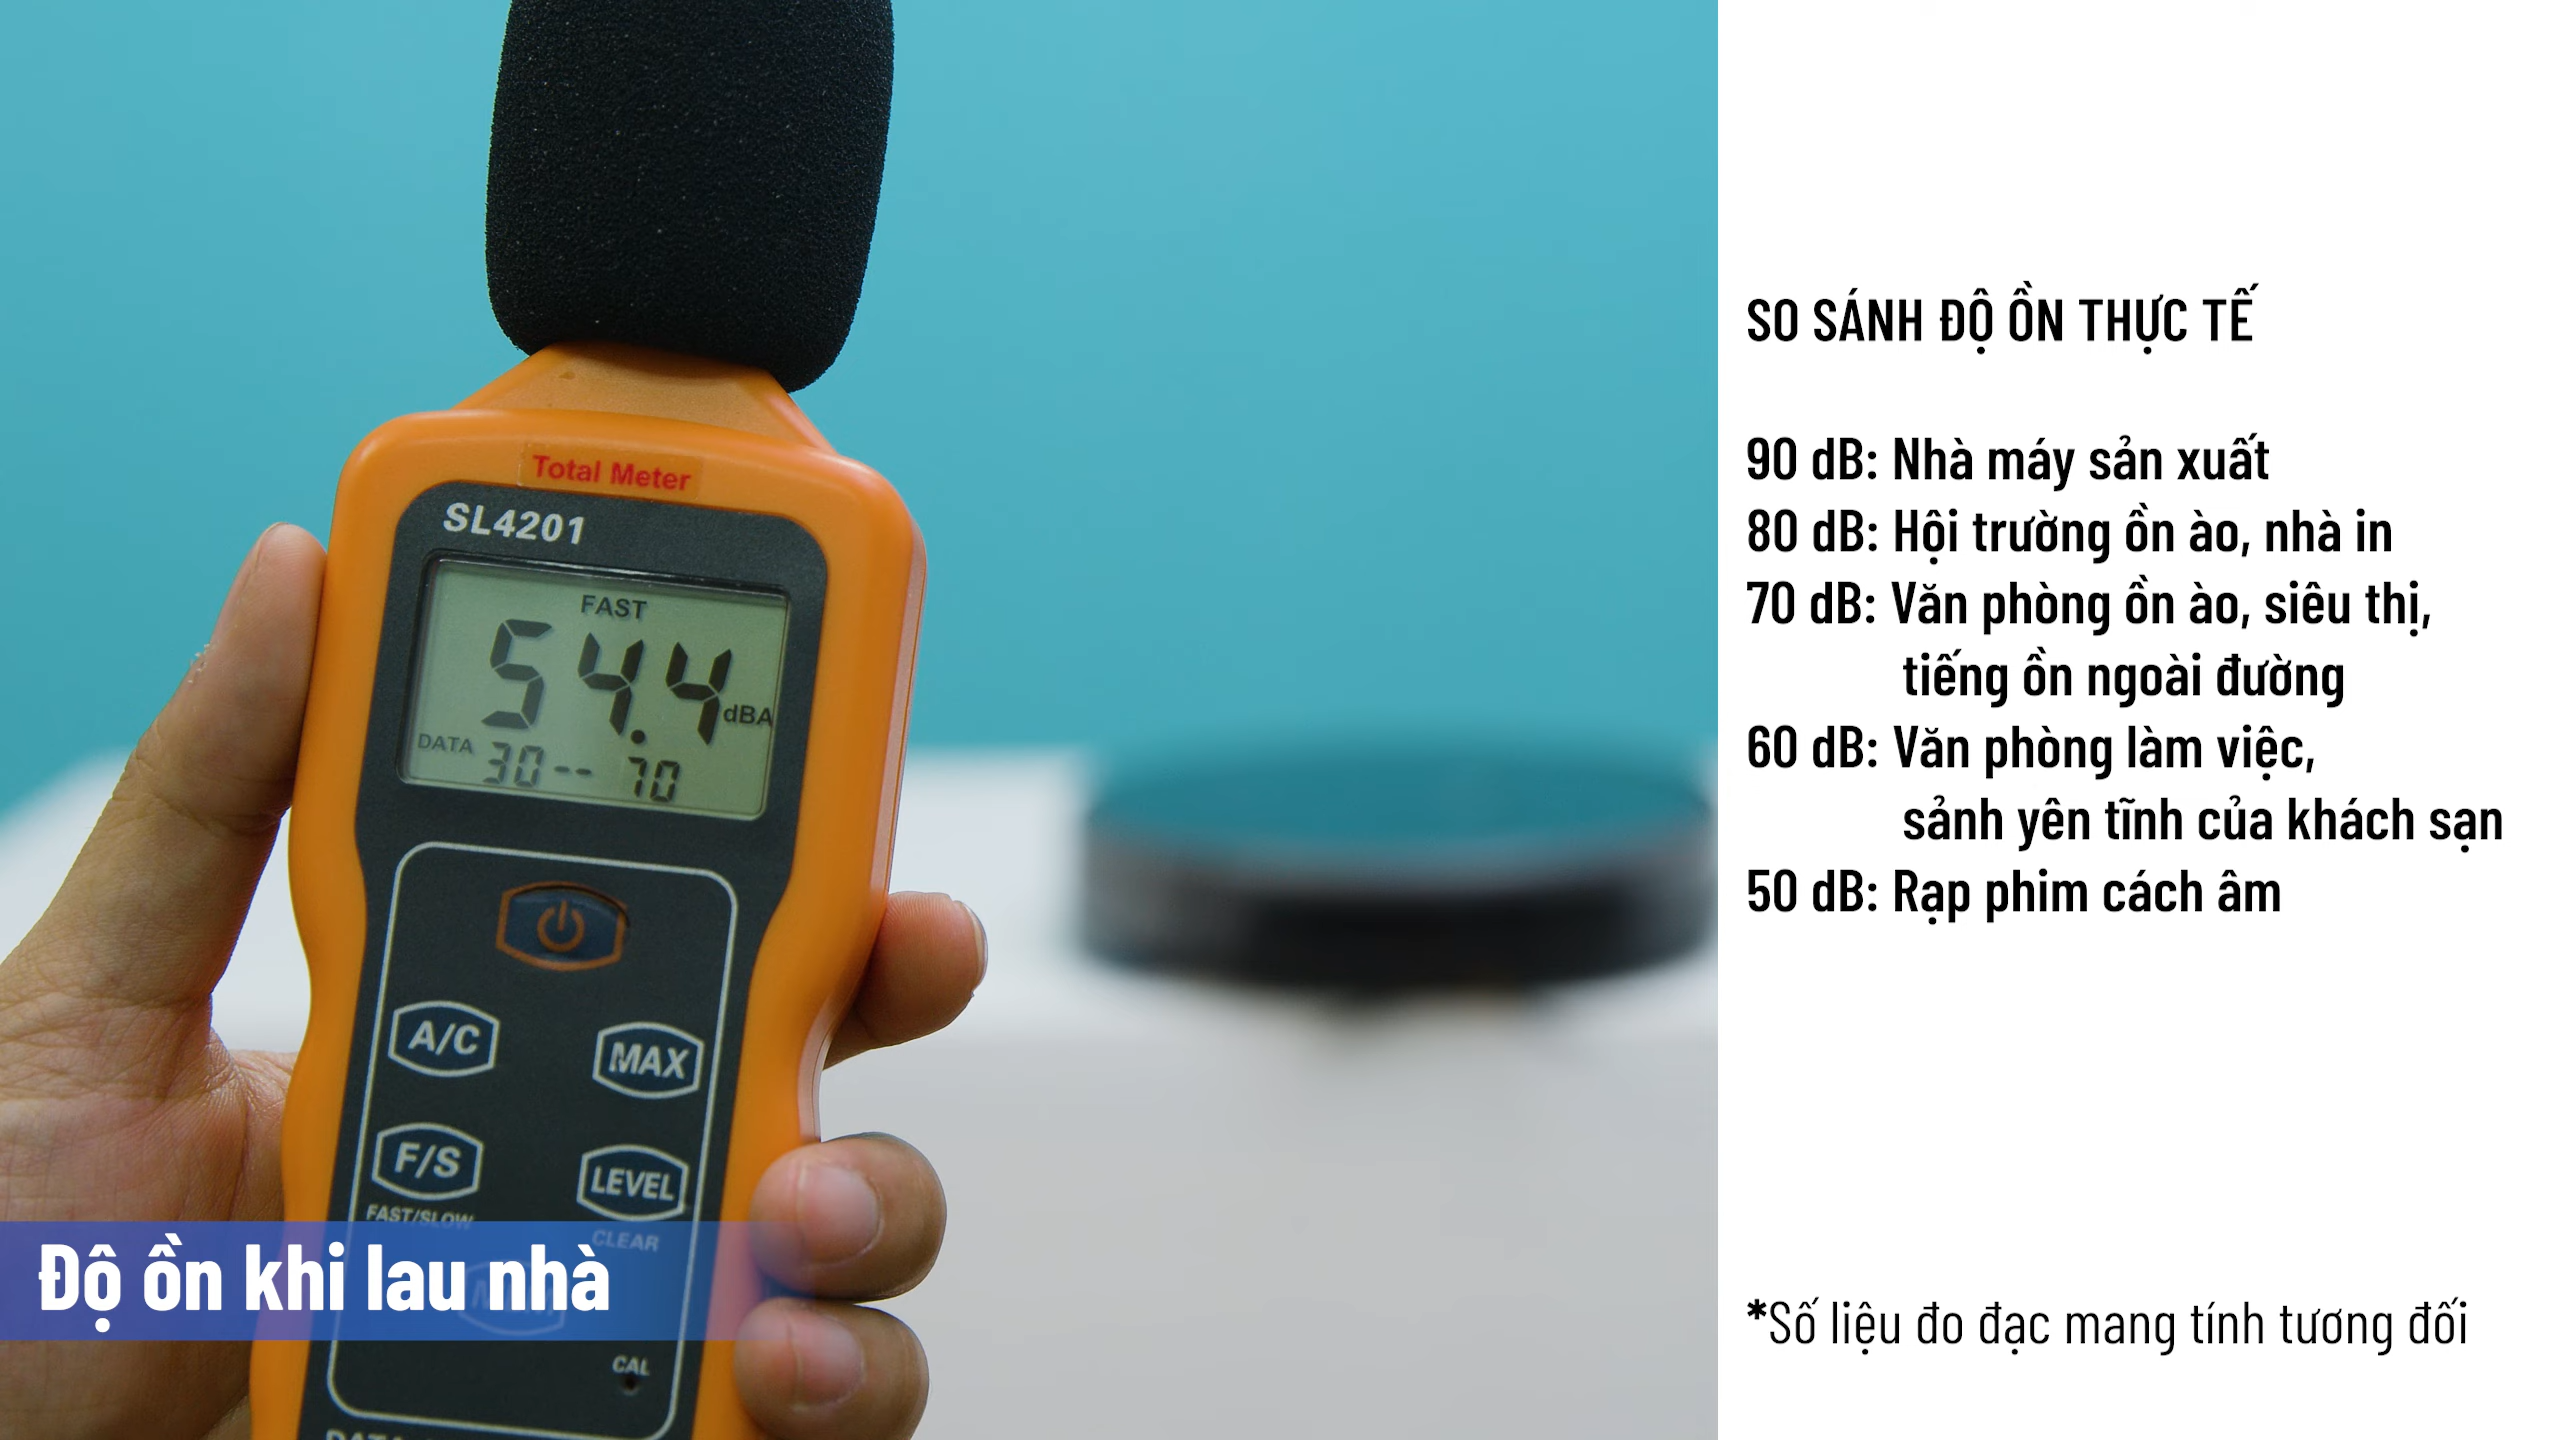 Total Meter
SL4201
FAST
54.4 dBA
DATA 30-- 70
A/C
MAX
F/S
LEVEL
FAST/SLOW
CLEAR
Độ ồn khi lau nhà
CAL
SO SÁNH ĐỘ ỒN THỰC TẾ
90 dB: Nhà máy sản xuất
80 dB: Hội trường ồn ào, nhà in
70 dB: Văn phòng ồn ào, siêu thị,
tiếng ồn ngoài đường
60 dB: Văn phòng làm việc,
sảnh yên tĩnh của khách sạn
50 dB: Rạp phim cách âm
*Số liệu đo đạc mang tính tương đối